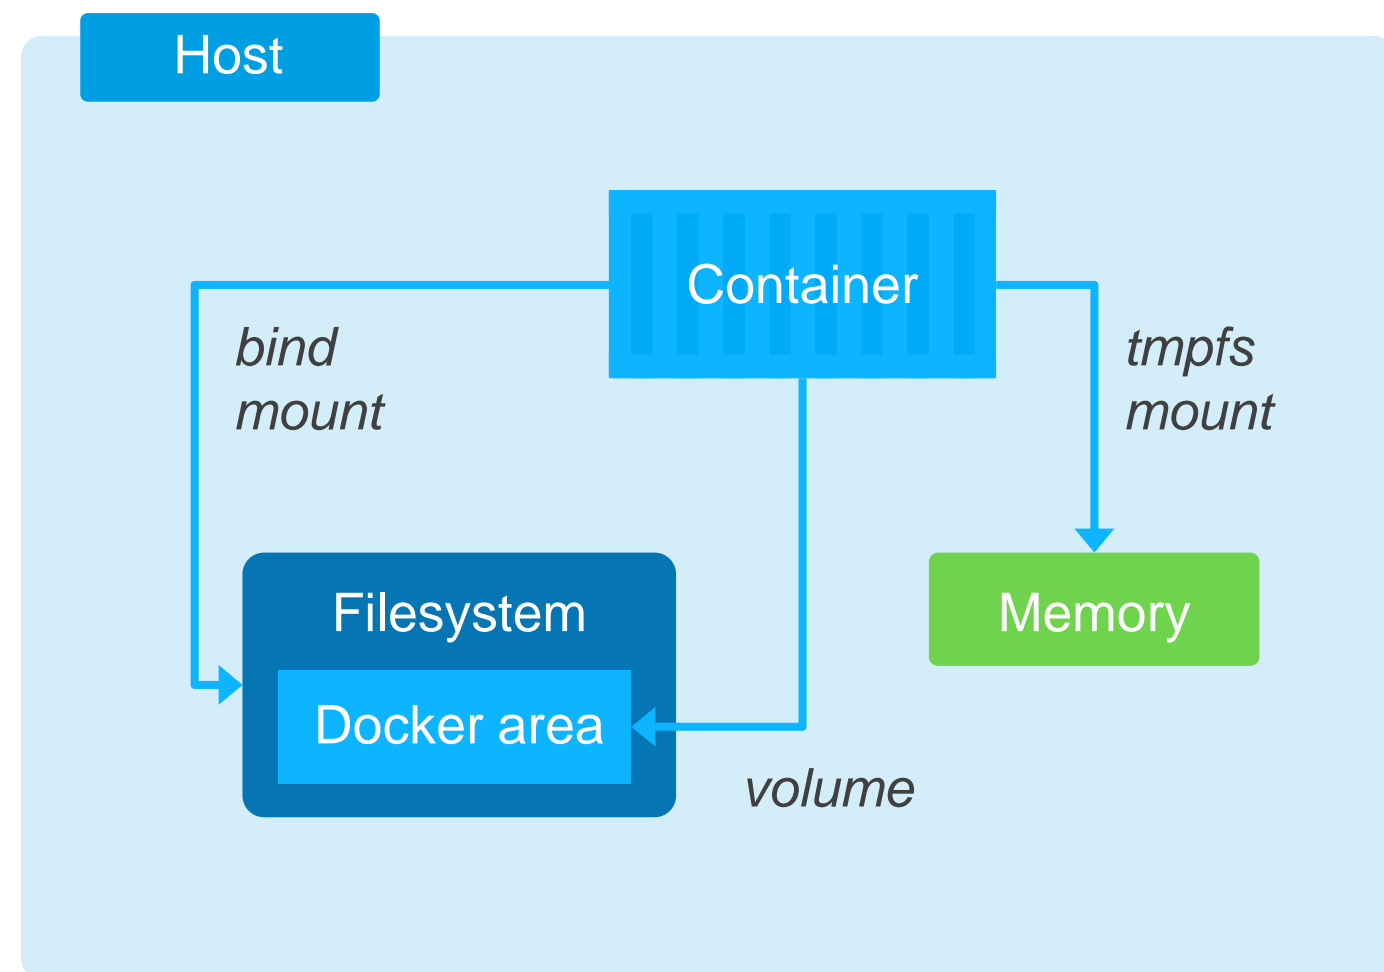 Host
Container
bind
mount
tmpfs
mount
Filesystem
Memory
Docker area
volume